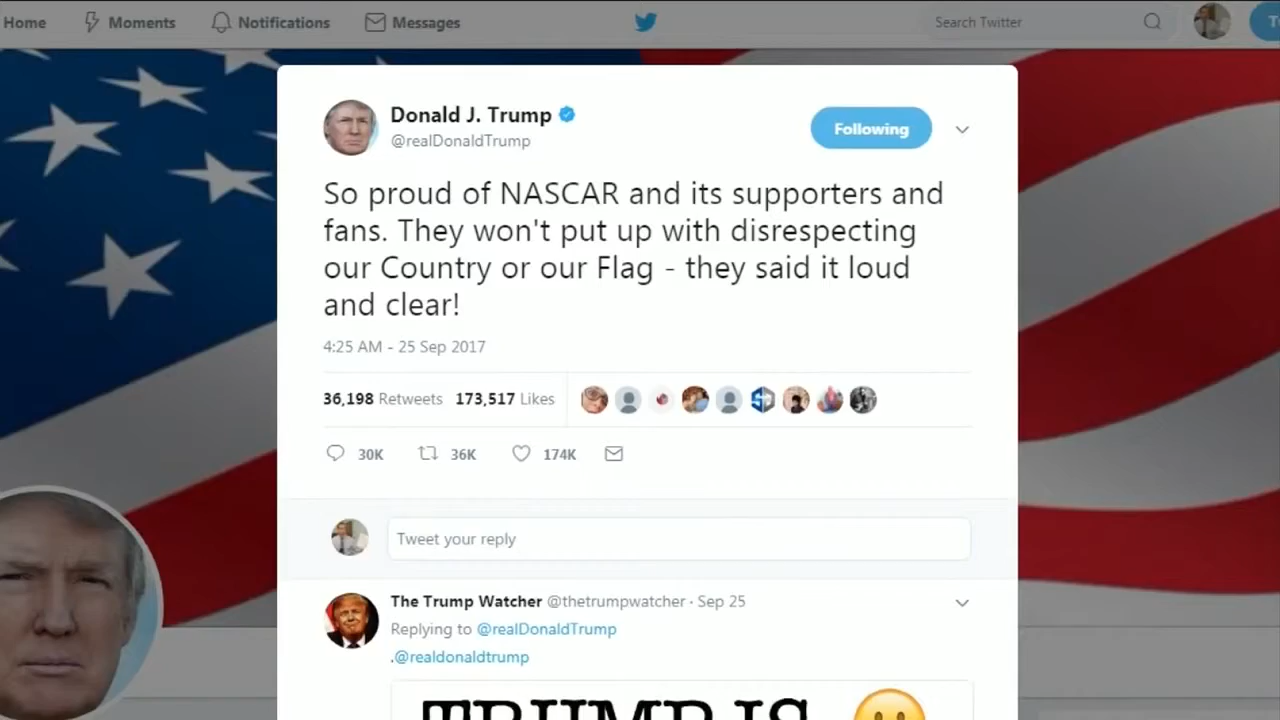 Home Moments Notifications Messages Search Twitter
Donald J. Trump
@realDonaldTrump
Following
So proud of NASCAR and its supporters and
fans. They won't put up with disrespecting
our Country or our Flag - they said it loud
and clear!
4:25 AM - 25 Sep 2017
36,198 Retweets 173,517 Likes
30K 36K 174K
Tweet your reply
The Trump Watcher @thetrumpwatcher · Sep 25
Replying to @realDonaldTrump
.@realdonaldtrump
TRUMP IS